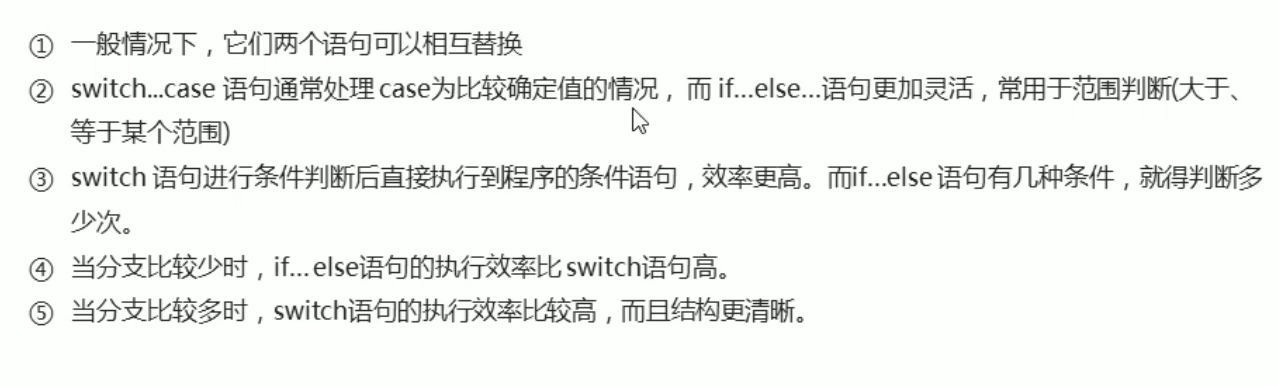 ① 一般情况下，它们两个语句可以相互替换
② switch...case 语句通常处理 case为比较确定值的情况，而 if...else...语句更加灵活，常用于范围判断(大于、
等于某个范围)
③ switch 语句进行条件判断后直接执行到程序的条件语句，效率更高。而if...else 语句有几种条件，就得判断多
少次。
④ 当分支比较少时，if... else语句的执行效率比 switch语句高。
⑤ 当分支比较多时，switch语句的执行效率比较高，而且结构更清晰。